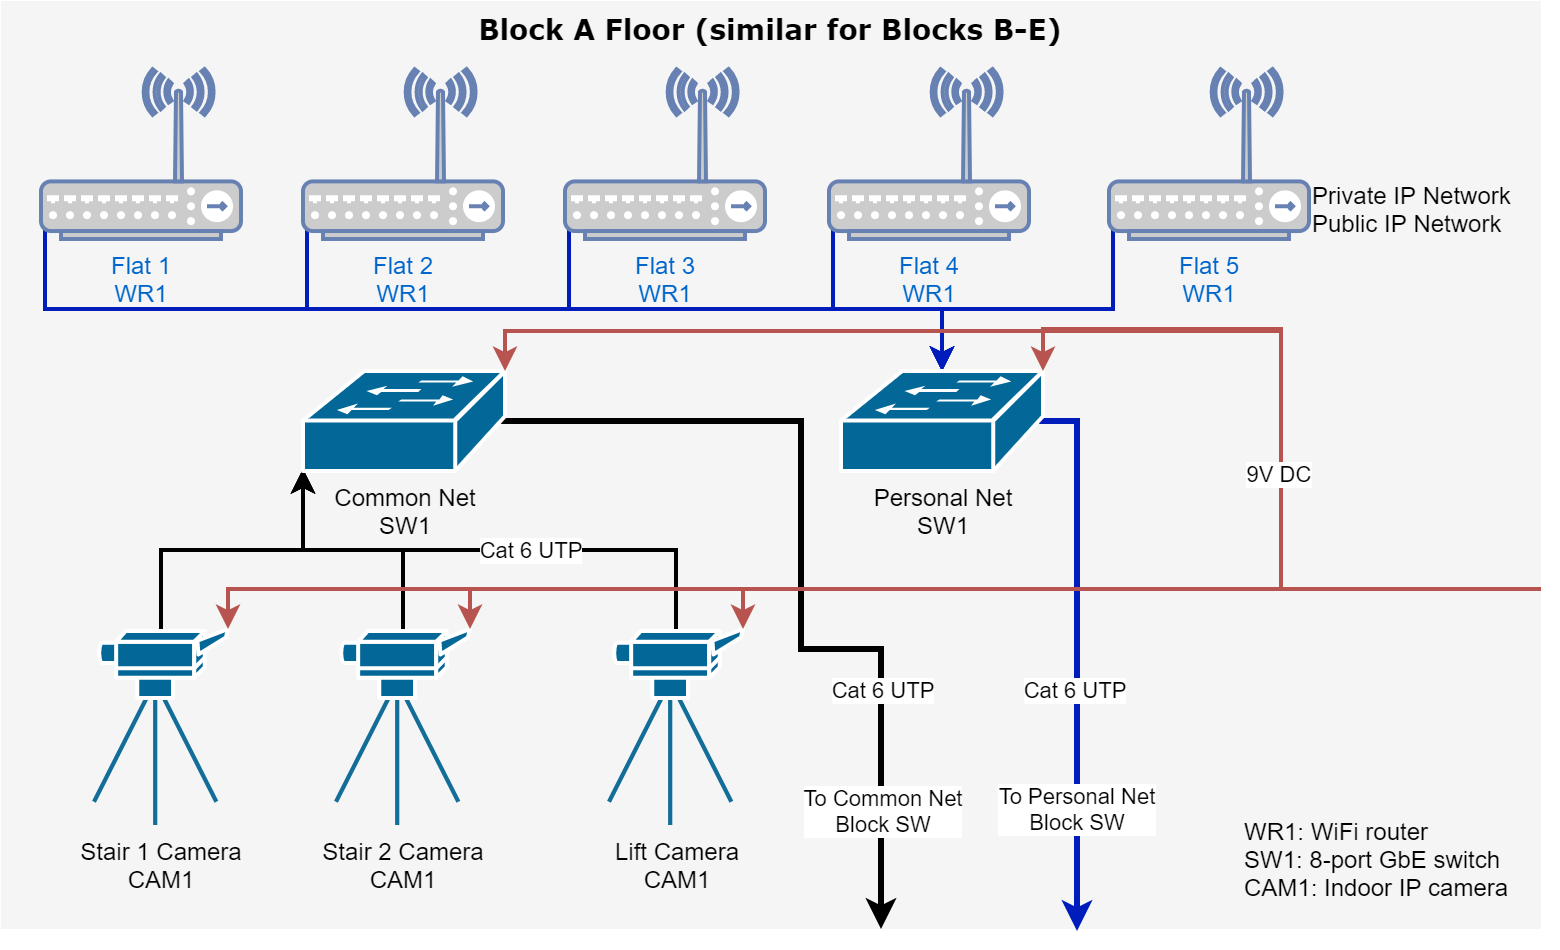 Block A Floor (similar for Blocks B-E)
Private IP Network
Public IP Network
Flat 1
WR1
Flat 2
WR1
Flat 3
WR1
Flat 4
WR1
Flat 5
WR1
9V DC
Common Net
SW1
Personal Net
SW1
Cat 6 UTP
Cat 6 UTP
Cat 6 UTP
To Common Net
Block SW
To Personal Net
Block SW
Stair 1 Camera
CAM1
Stair 2 Camera
CAM1
Lift Camera
CAM1
WR1: WiFi router
SW1: 8-port GbE switch
CAM1: Indoor IP camera